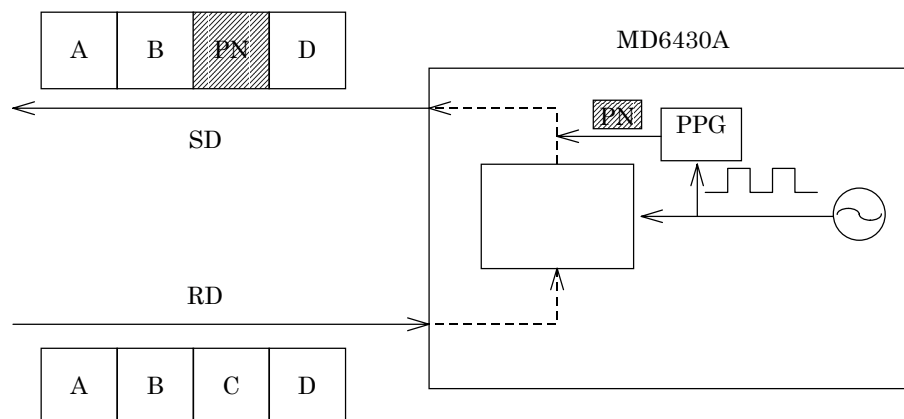 A B PN D
MD6430A
SD
PN
PPG
RD
A B C D